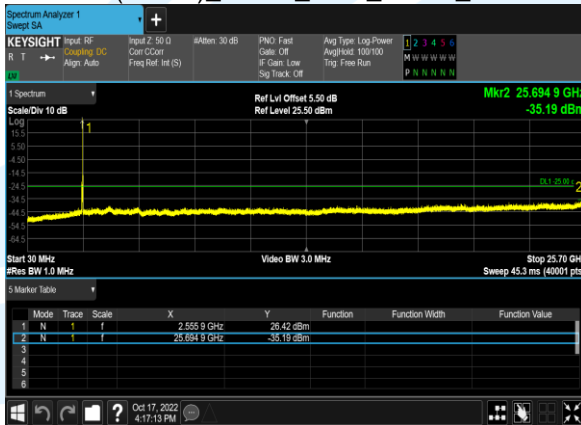 Spectrum Analyzer 1
Swept SA
KEYSIGHT
R T
Input: RF
Coupling: DC
Align: Auto
Input Z: 50 Ω
Corr CCorr
Freq Ref: Int (S)
#Atten: 30 dB
PNO: Fast
Gate: Off
IF Gain: Low
Sig Track: Off
Avg Type: Log-Power
Avg|Hold: 100/100
Trig: Free Run
1 2 3 4 5 6
M W W W W W
P N N N N N
1 Spectrum
Scale/Div 10 dB
Ref Lvl Offset 5.50 dB
Ref Level 25.50 dBm
Mkr2 25.694 9 GHz
-35.19 dBm
Log
15.5
5.50
-4.50
-14.5
-24.5
-34.5
-44.5
-54.5
-64.5
1
DL1 -25.00
2
Start 30 MHz
#Res BW 1.0 MHz
Video BW 3.0 MHz
Stop 25.70 GH
Sweep 45.3 ms (40001 pts
5 Marker Table
Mode Trace Scale X Y Function Function Width Function Value
1 N 1 f 2.555 9 GHz 26.42 dBm
2 N 1 f 25.694 9 GHz -35.19 dBm
3
4
5
6
?
Oct 17, 2022
4:17:13 PM